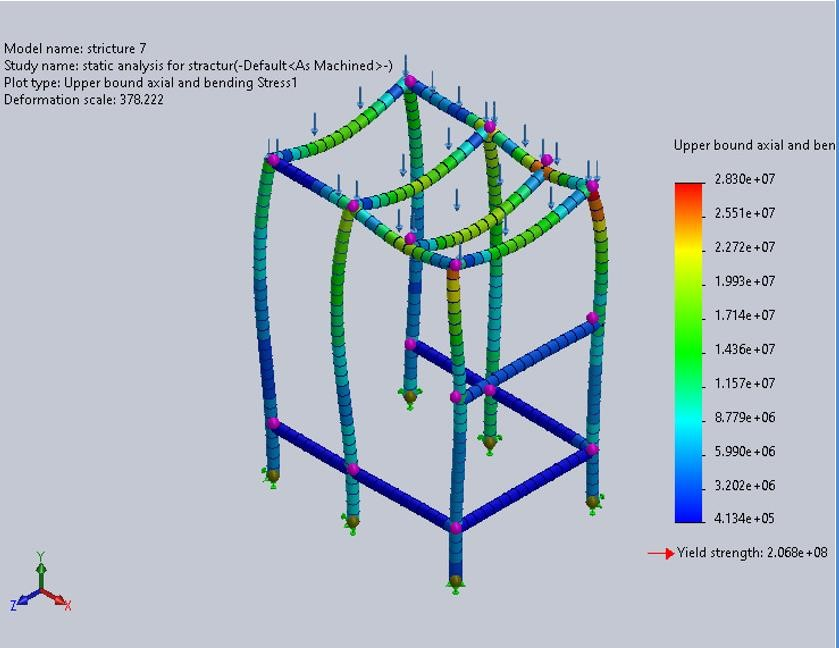 Model name: stricture 7
Study name: static analysis for stractur(-Default<As Machined>-)
Plot type: Upper bound axial and bending Stress1
Deformation scale: 378.222
Upper bound axial and ben
2.830e+07
2.551e+07
2.272e+07
1.993e+07
1.714e+07
1.436e+07
1.157e+07
8.779e+06
5.990e+06
3.202e+06
4.134e+05
Yield strength: 2.068e+08
Y
Z
X